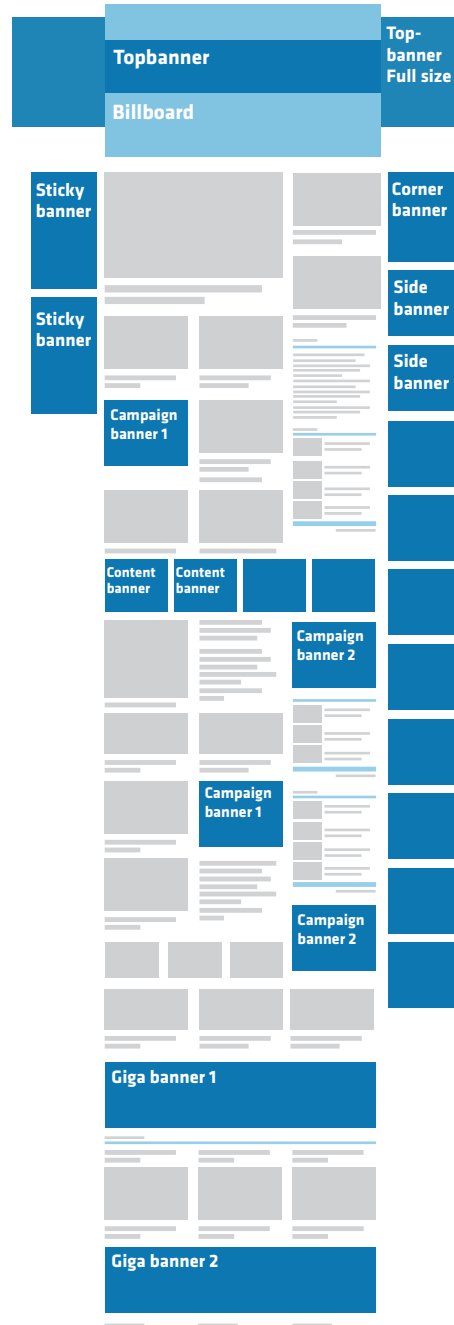 Topbanner
Top-
banner
Full size
Billboard
Sticky
banner
Corner
banner
Side
banner
Sticky
banner
Side
banner
Campaign
banner 1
Content
banner
Content
banner
Campaign
banner 2
Campaign
banner 1
Campaign
banner 2
Giga banner 1
Giga banner 2